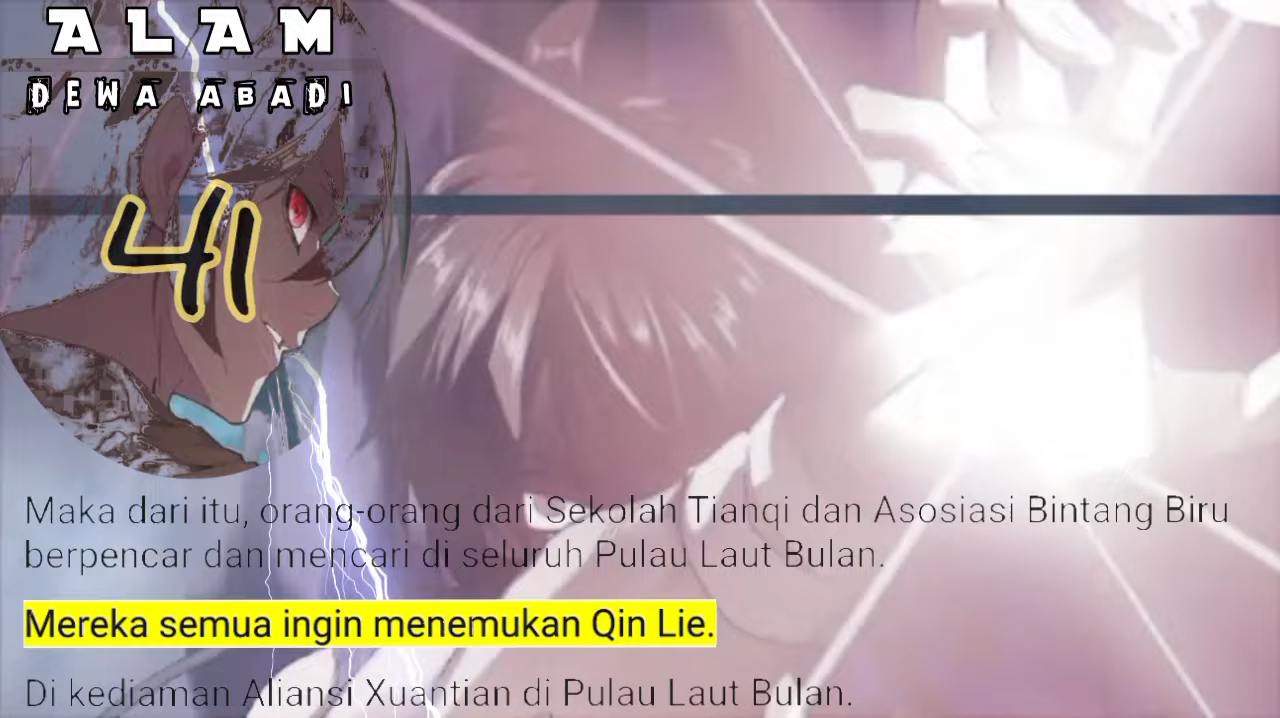 ALAM
DEWA ABADI
41
Maka dari itu, orang-orang dari Sekolah Tianqi dan Asosiasi Bintang Biru
berpencar dan mencari di seluruh Pulau Laut Bulan.
Mereka semua ingin menemukan Qin Lie.
Di kediaman Aliansi Xuantian di Pulau Laut Bulan.